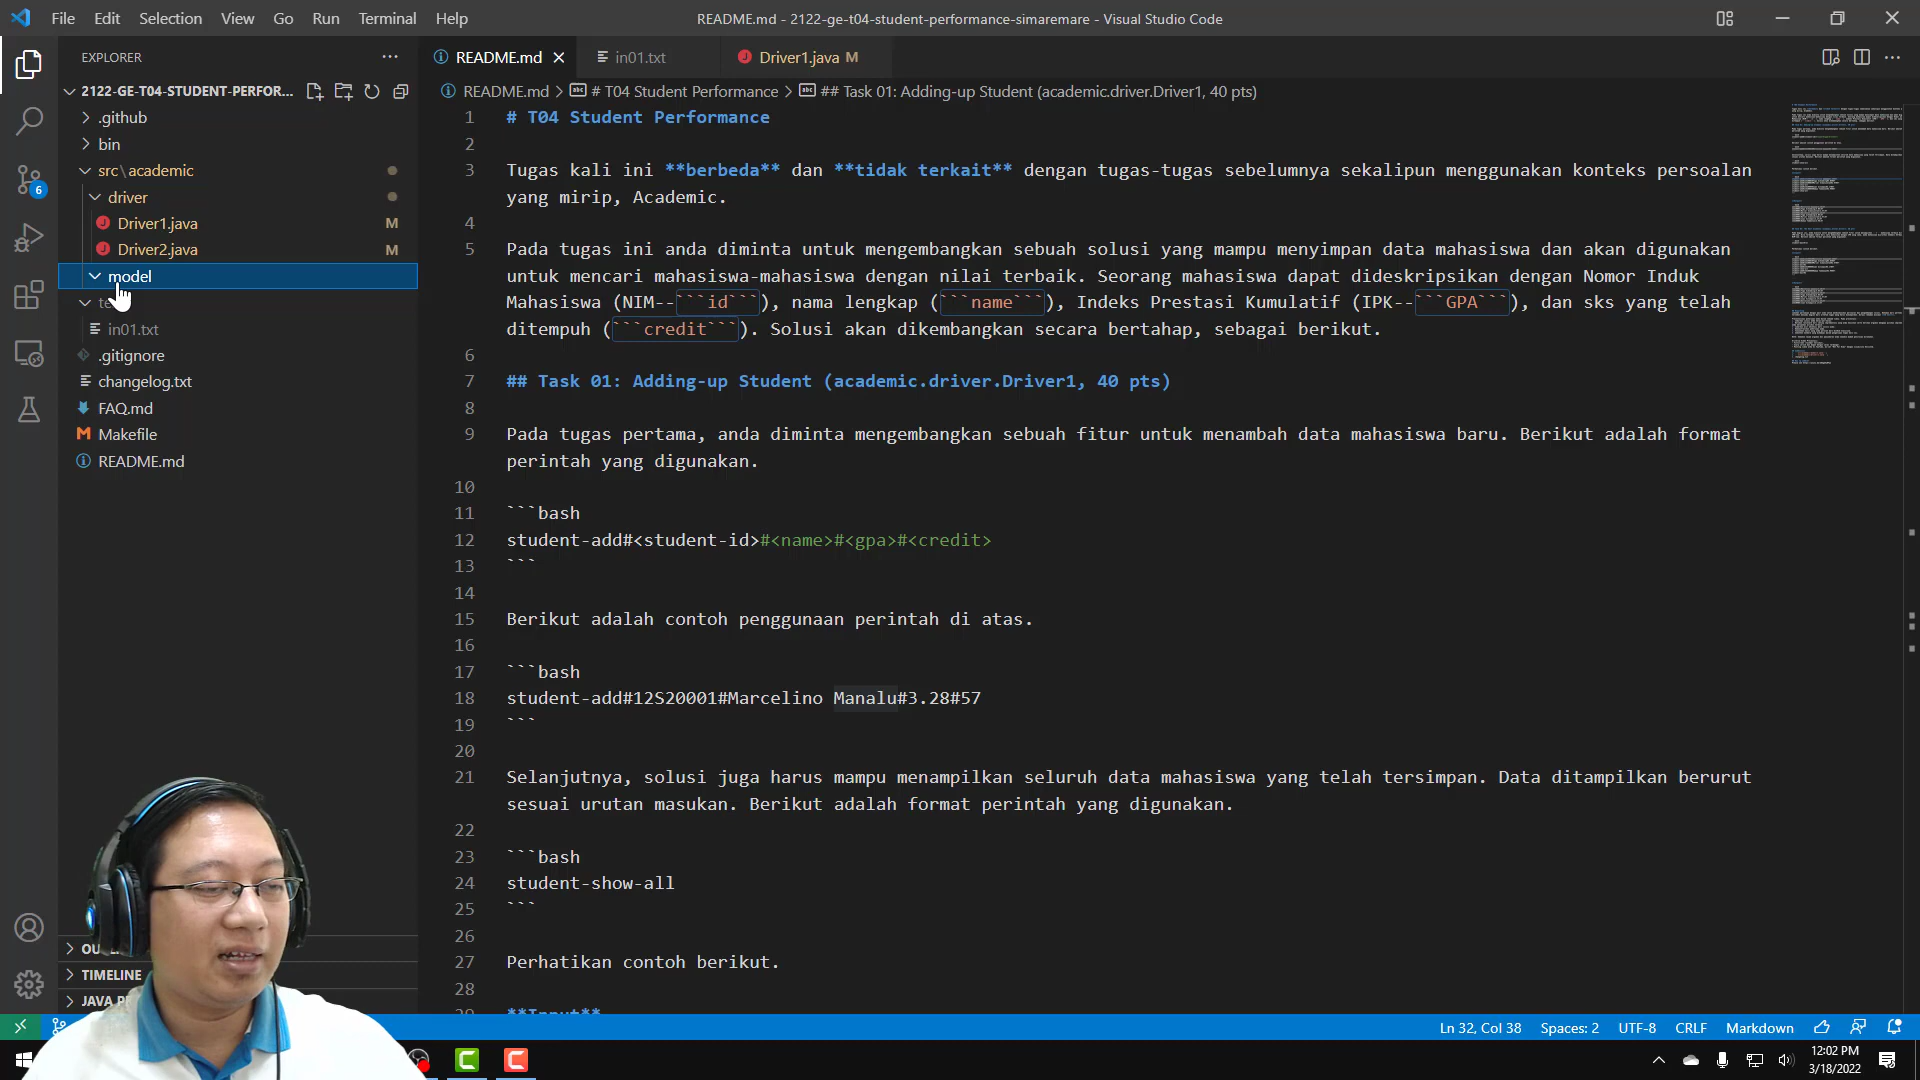 File Edit Selection View Go Run Terminal Help
README.md - 2122-ge-t04-student-performance-simaremare - Visual Studio Code
EXPLORER
2122-GE-T04-STUDENT-PERFOR...
.github
bin
src\academic
driver
Driver1.java M
Driver2.java M
model
in01.txt
.gitignore
changelog.txt
FAQ.md
Makefile
README.md
TIMELINE
6
README.md
in01.txt
Driver1.java M
README.md > # T04 Student Performance > ## Task 01: Adding-up Student (academic.driver.Driver1, 40 pts)
1 # T04 Student Performance
2
3 Tugas kali ini **berbeda** dan **tidak terkait** dengan tugas-tugas sebelumnya sekalipun menggunakan konteks persoalan
yang mirip, Academic.
4
5 Pada tugas ini anda diminta untuk mengembangkan sebuah solusi yang mampu menyimpan data mahasiswa dan akan digunakan
untuk mencari mahasiswa-mahasiswa dengan nilai terbaik. Seorang mahasiswa dapat dideskripsikan dengan Nomor Induk
Mahasiswa (NIM--```id```), nama lengkap (```name```), Indeks Prestasi Kumulatif (IPK--```GPA```), dan sks yang telah
ditempuh (```credit```). Solusi akan dikembangkan secara bertahap, sebagai berikut.
6
7 ## Task 01: Adding-up Student (academic.driver.Driver1, 40 pts)
8
9 Pada tugas pertama, anda diminta mengembangkan sebuah fitur untuk menambah data mahasiswa baru. Berikut adalah format
perintah yang digunakan.
10
11 ```bash
12 student-add#<student-id>#<name>#<gpa>#<credit>
13 ```
14
15 Berikut adalah contoh penggunaan perintah di atas.
16
17 ```bash
18 student-add#12S20001#Marcelino Manalu#3.28#57
19 ```
20
21 Selanjutnya, solusi juga harus mampu menampilkan seluruh data mahasiswa yang telah tersimpan. Data ditampilkan berurut
sesuai urutan masukan. Berikut adalah format perintah yang digunakan.
22
23 ```bash
24 student-show-all
25 ```
26
27 Perhatikan contoh berikut.
28
29 **Input**
Ln 32, Col 38 Spaces: 2 UTF-8 CRLF Markdown
12:02 PM
3/18/2022